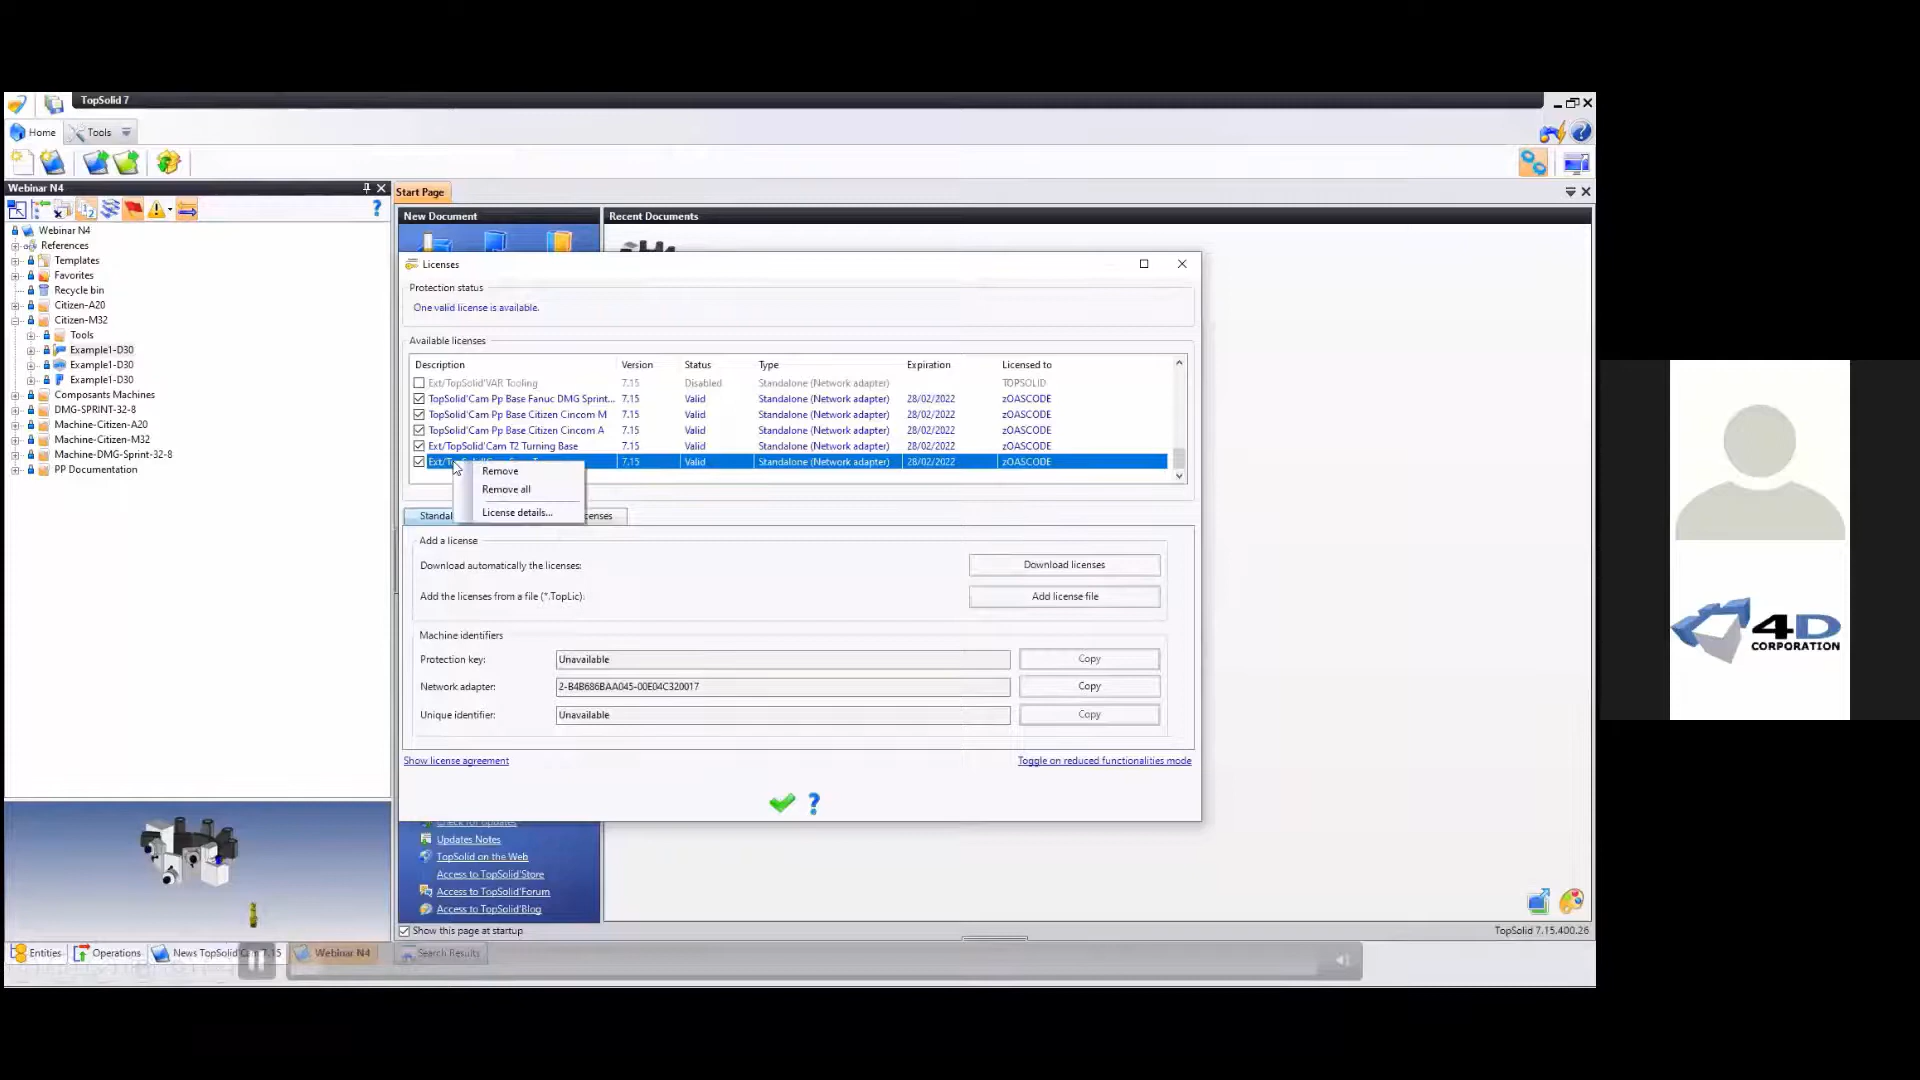 TopSolid 7
Home Tools
Webinar N4
Start Page
Webinar N4
References
Templates
Favorites
Recycle bin
Citizen-A20
Citizen-M32
Tools
Example1-D30
Example1-D30
Example1-D30
Composants Machines
DMG-SPRINT-32-8
Machine-Citizen-A20
Machine-Citizen-M32
Machine-DMG-Sprint-32-8
PP Documentation
New Document Recent Documents
Licenses
Protection status
One valid license is available.
Available licenses
Description Version Status Type Expiration Licensed to
Ext/TopSolid'VAR Tooling 7.15 Disabled Standalone (Network adapter) TOPSOLID
TopSolid'Cam Pp Base Fanuc DMG Sprint... 7.15 Valid Standalone (Network adapter) 28/02/2022 zOASCODE
TopSolid'Cam Pp Base Citizen Cincom M 7.15 Valid Standalone (Network adapter) 28/02/2022 zOASCODE
TopSolid'Cam Pp Base Citizen Cincom A 7.15 Valid Standalone (Network adapter) 28/02/2022 zOASCODE
Ext/TopSolid'Cam T2 Turning Base 7.15 Valid Standalone (Network adapter) 28/02/2022 zOASCODE
7.15 Valid Standalone (Network adapter) 28/02/2022 zOASCODE
Remove
Remove all
License details...
Add a license
Download automatically the licenses: Download licenses
Add the licenses from a file (*.TopLic): Add license file
Machine identifiers
Protection key: Unavailable Copy
Network adapter: 2-B4B686BAA045-00E04C320017 Copy
Unique identifier: Unavailable Copy
Show license agreement Toggle on reduced functionalities mode
Updates Notes
TopSolid on the Web
Access to TopSolid'Store
Access to TopSolid'Forum
Access to TopSolid'Blog
Show this page at startup
TopSolid 7.15.400.26
Entities Operations News TopSolid 7.15 Webinar N4 Search Results
4D
CORPORATION